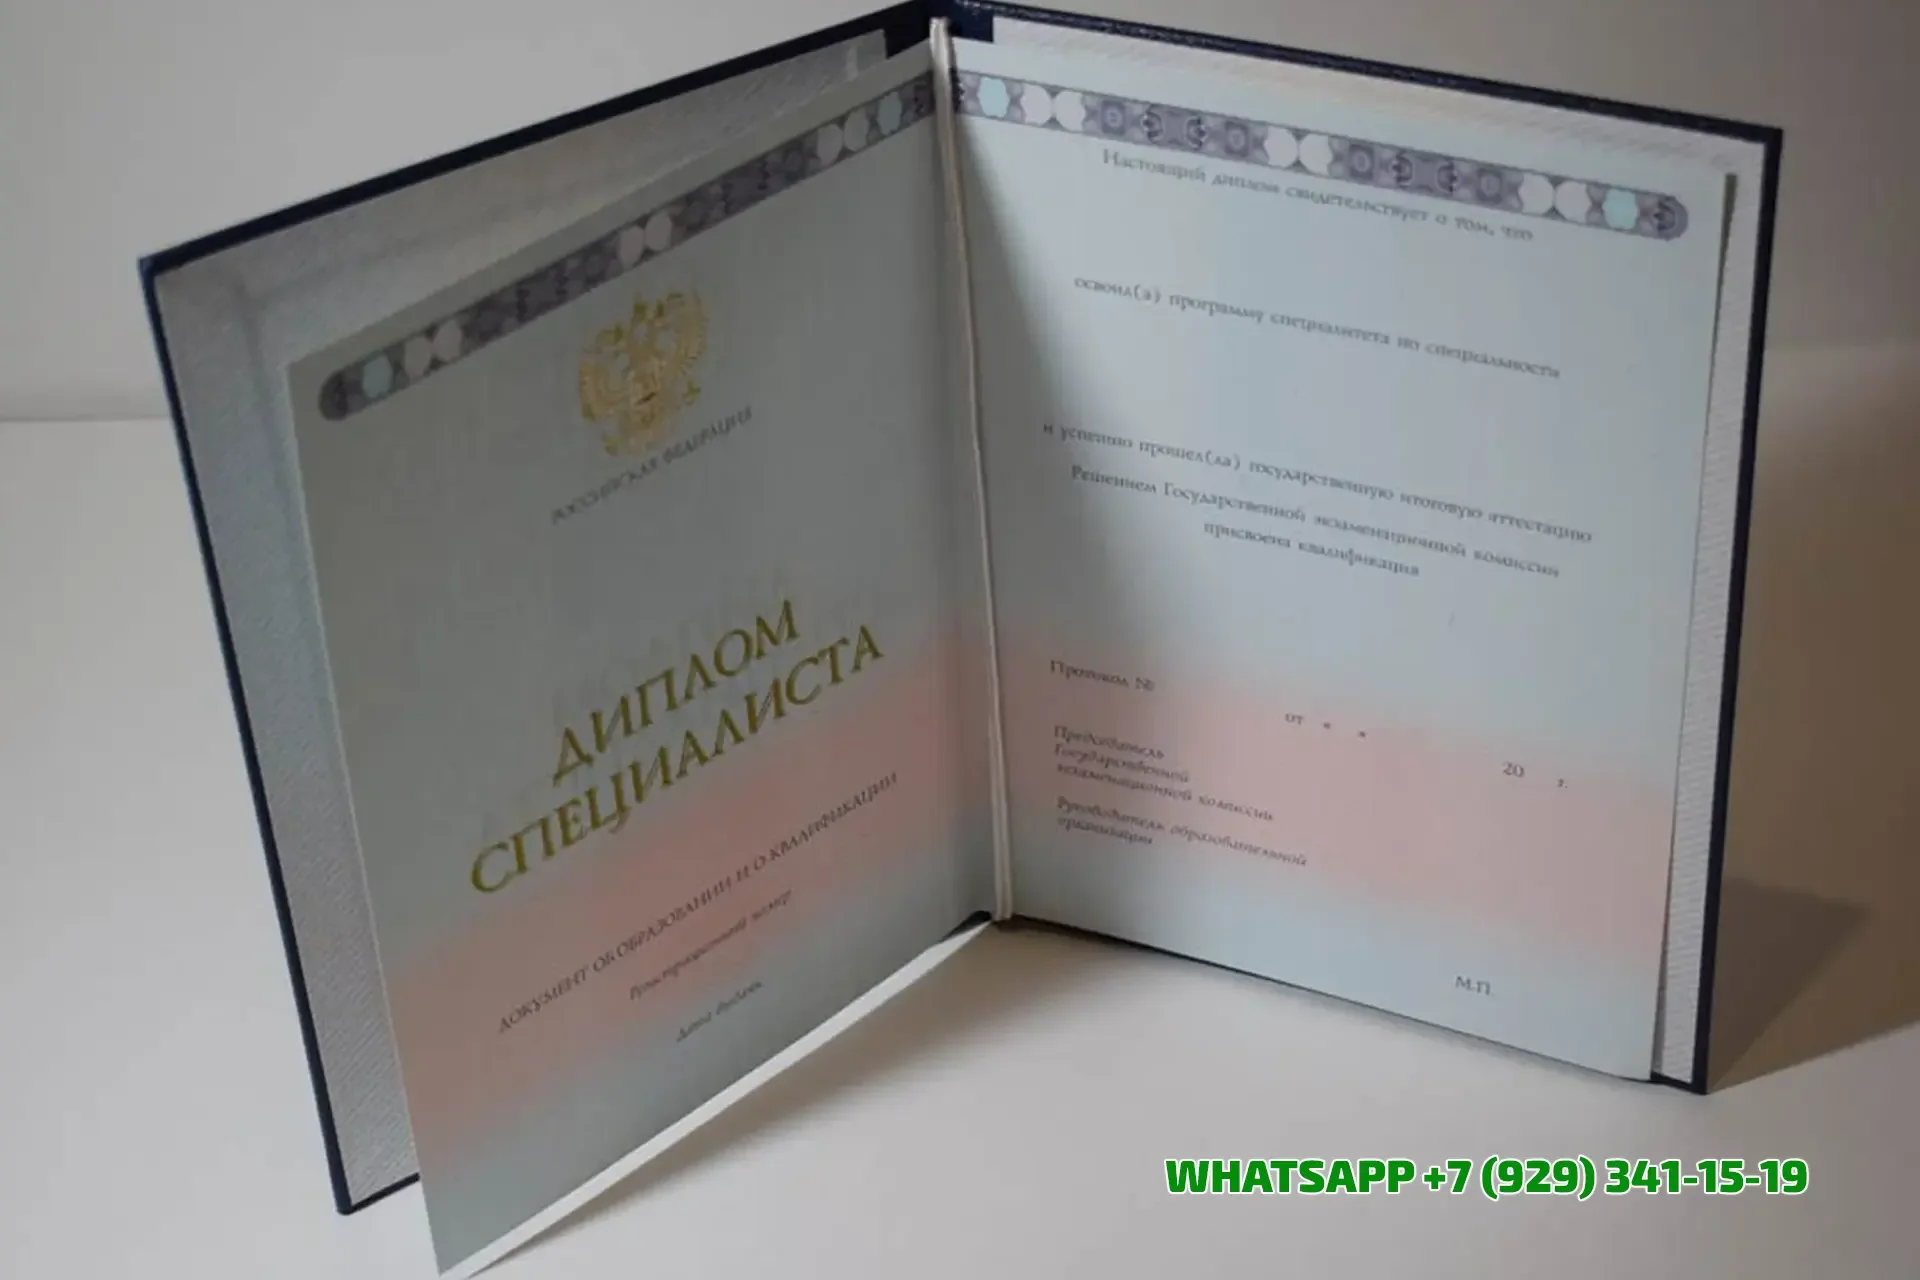 РОССИЙСКАЯ ФЕДЕРАЦИЯ
ДИПЛОМ
СПЕЦИАЛИСТА
ДОКУМЕНТ ОБ ОБРАЗОВАНИИ И О КВАЛИФИКАЦИИ
Регистрационный номер
Дата выдачи
Настоящий диплом свидетельствует о том, что
освоил(а) программу специалитета по специальности
и успешно прошел(ла) государственную итоговую аттестацию
Решением Государственной экзаменационной комиссии
присвоена квалификация
Протокол №
от « »
20 г.
Председатель
Государственной
экзаменационной комиссии
Руководитель образовательной
организации
М.П.
WHATSAPP +7 (929) 341-15-19